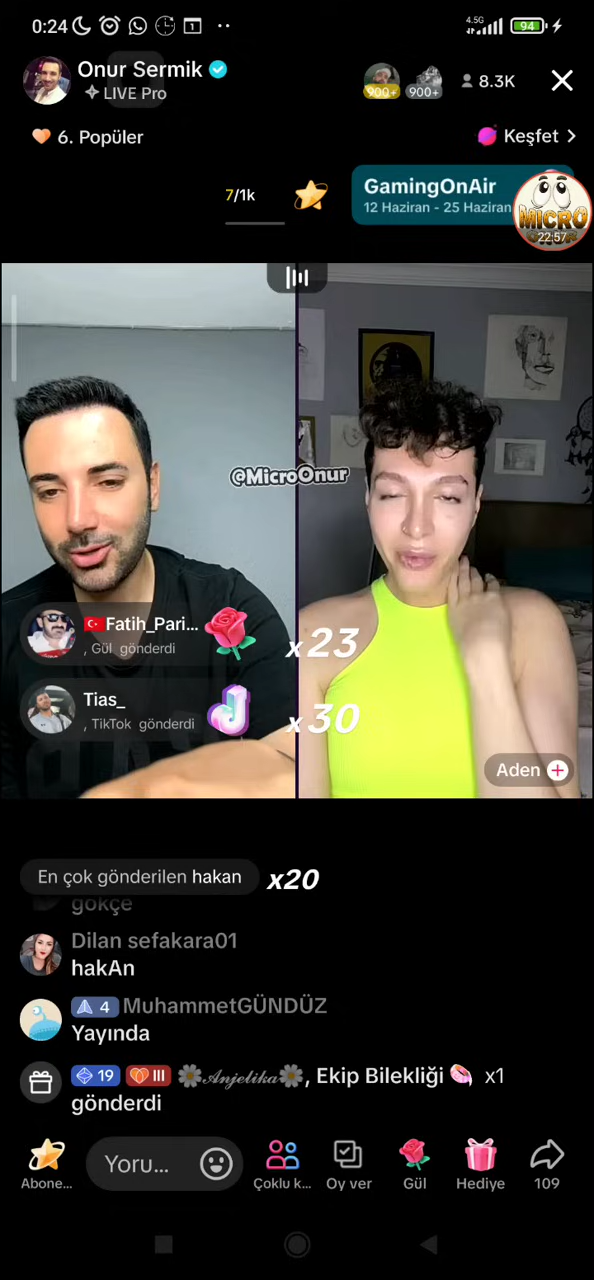 0:24
4.5G
94
Onur Sermik
LIVE Pro
900+
900+
8.3K
6. Popüler
Keşfet
7/1k
GamingOnAir
12 Haziran - 25 Haziran
MICRO
22:57
@MicroOnur
Fatih_Pari...
, Gül gönderdi
x23
Tias_
, TikTok gönderdi
x30
Aden
En çok gönderilen hakan
x20
gökçe
Dilan sefakara01
hakAn
4 MuhammetGÜNDÜZ
Yayında
19 III 𝒜𝓃𝒿𝑒𝓁𝒾𝓀𝒶, Ekip Bilekliği x1
gönderdi
Yoru...
Abone...
Çoklu k...
Oy ver
Gül
Hediye
109